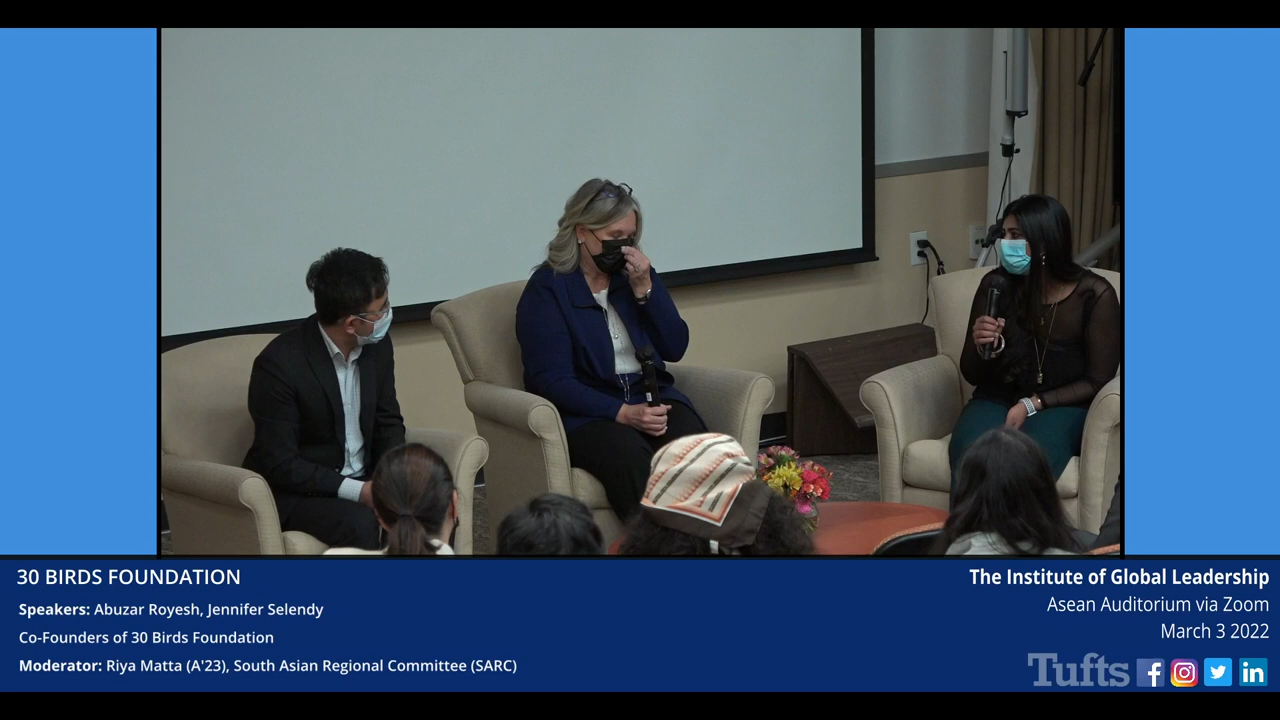 30 BIRDS FOUNDATION
Speakers: Abuzar Royesh, Jennifer Selendy
Co-Founders of 30 Birds Foundation
Moderator: Riya Matta (A'23), South Asian Regional Committee (SARC)
The Institute of Global Leadership
Asean Auditorium via Zoom
March 3 2022
Tufts